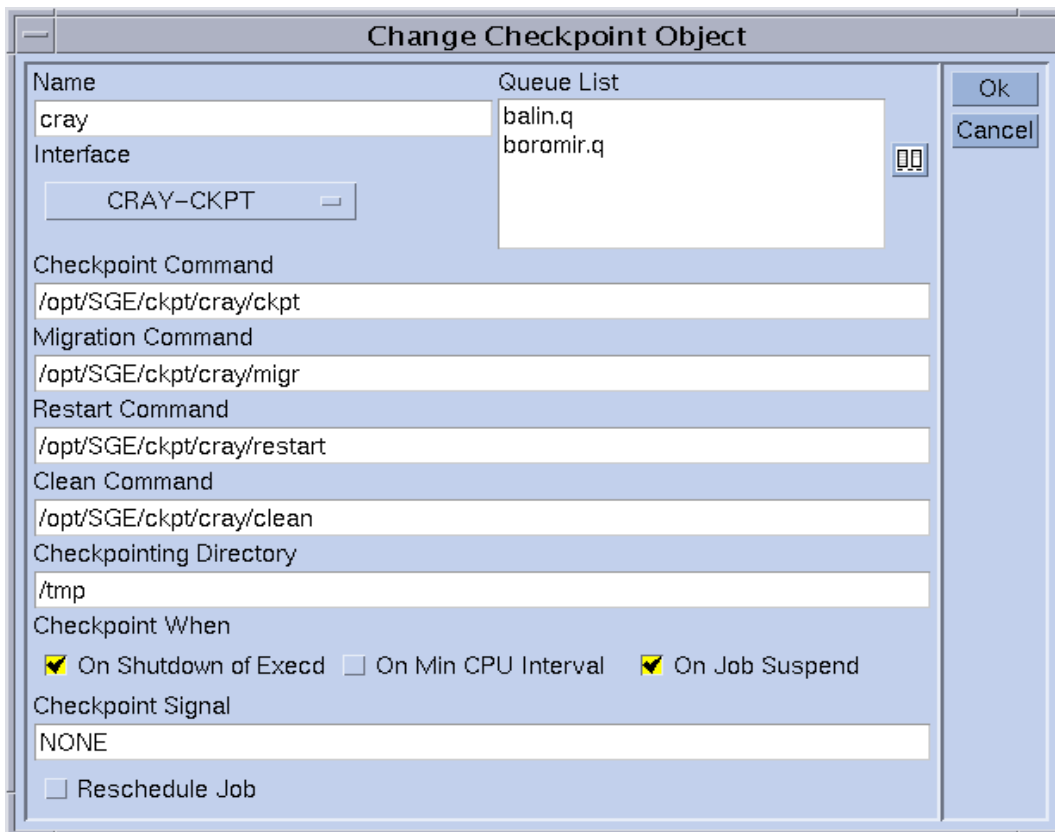 Change Checkpoint Object
Name
cray
Interface
CRAY-CKPT
Queue List
balin.q
boromir.q
Ok
Cancel
Checkpoint Command
/opt/SGE/ckpt/cray/ckpt
Migration Command
/opt/SGE/ckpt/cray/migr
Restart Command
/opt/SGE/ckpt/cray/restart
Clean Command
/opt/SGE/ckpt/cray/clean
Checkpointing Directory
/tmp
Checkpoint When
On Shutdown of Execd On Min CPU Interval On Job Suspend
Checkpoint Signal
NONE
Reschedule Job